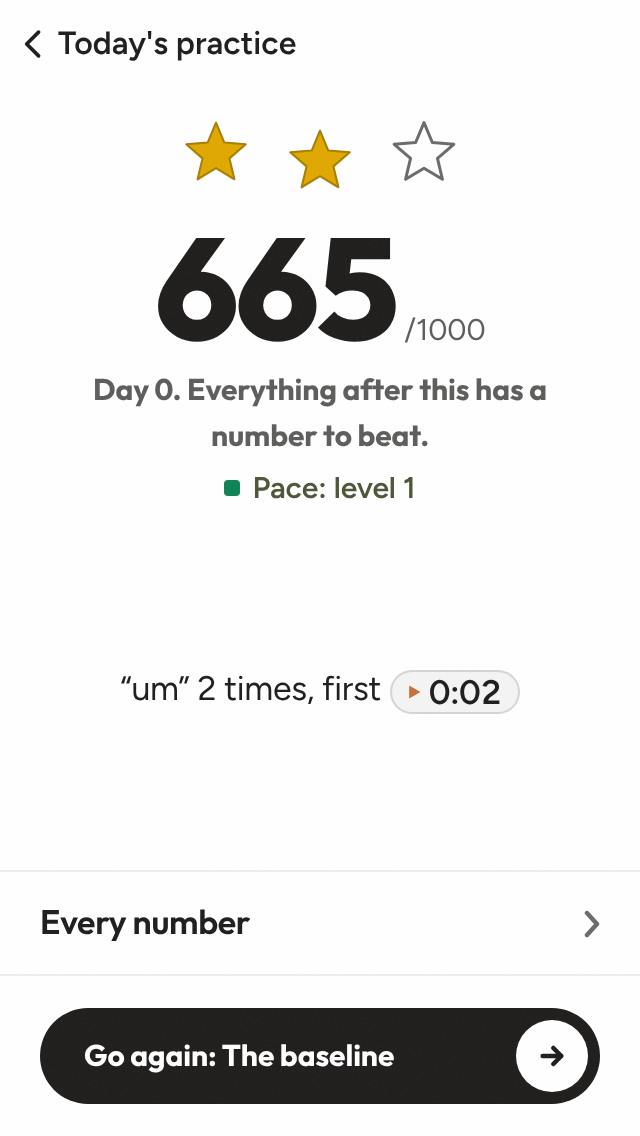 Today's practice
665/1000
Day 0. Everything after this has a
number to beat.
Pace: level 1
“um” 2 times, first 0:02
Every number
Go again: The baseline